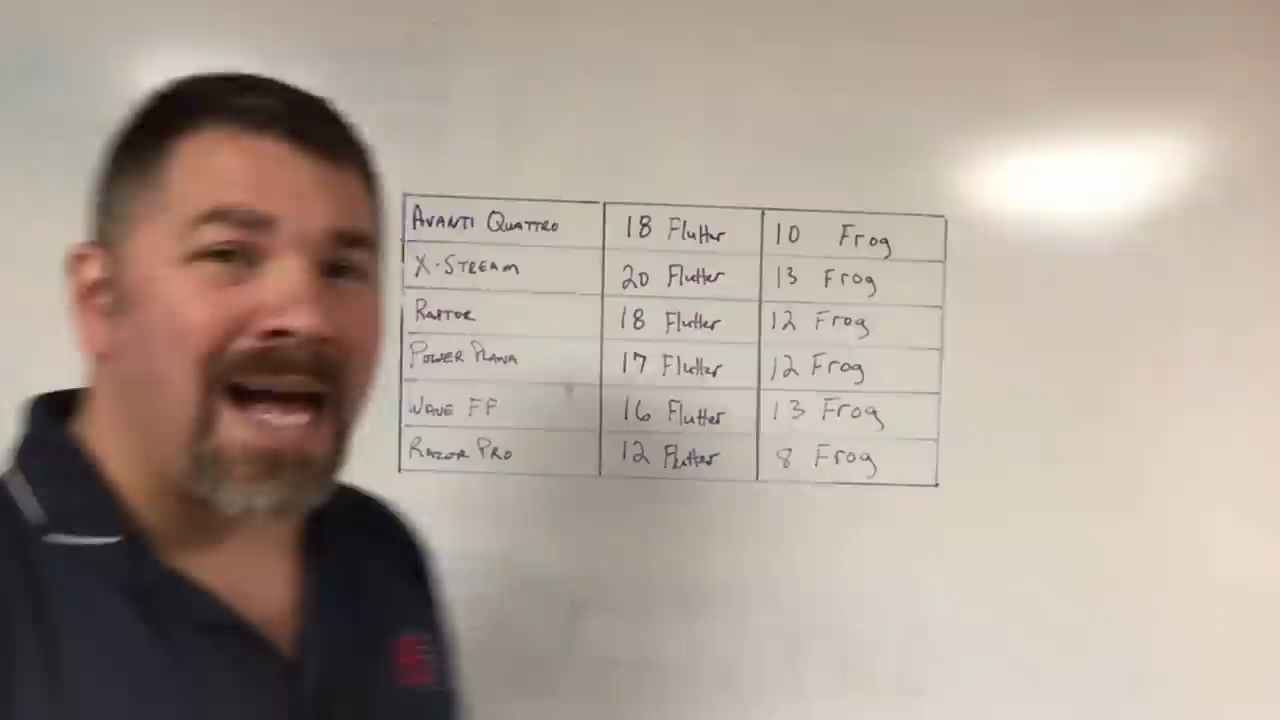 AVANTI QUATTRO 18 Flutter 10 Frog
X-STREAM 20 Flutter 13 Frog
RAPTOR 18 Flutter 12 Frog
POWER PLANA 17 Flutter 12 Frog
WAVE FF 16 Flutter 13 Frog
RAZOR PRO 12 Flutter 8 Frog